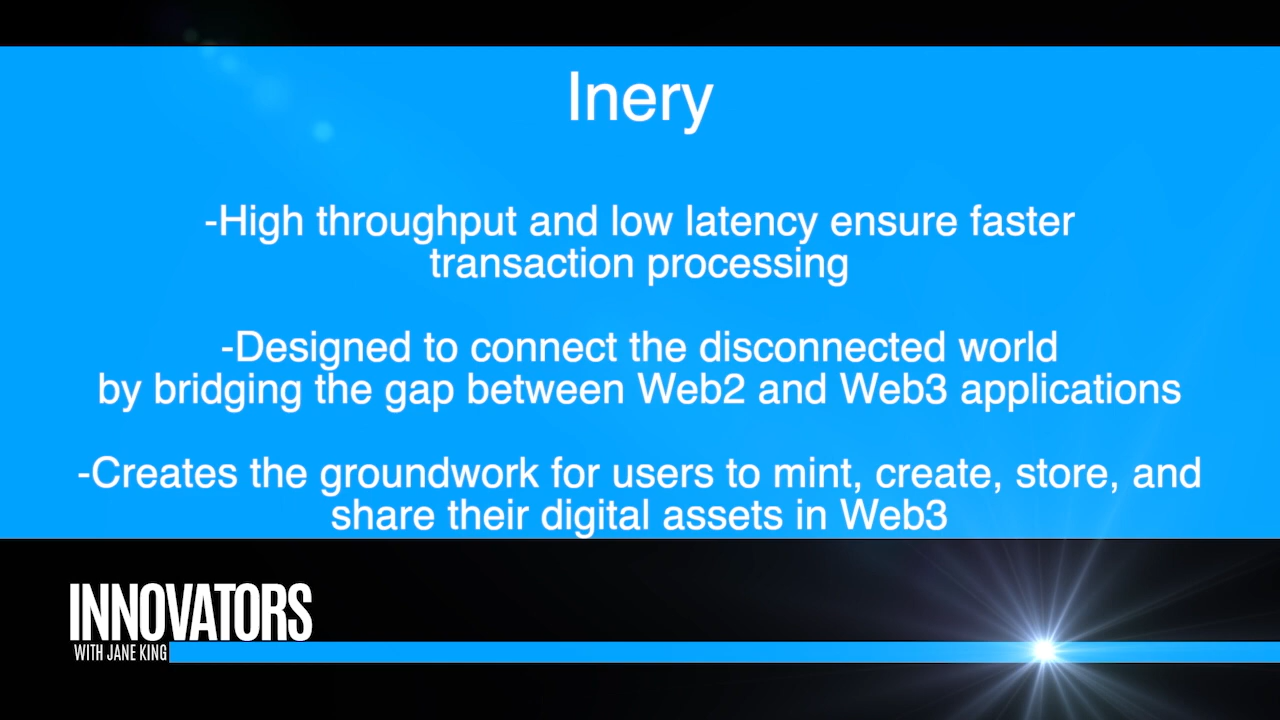 Inery
-High throughput and low latency ensure faster
transaction processing
-Designed to connect the disconnected world
by bridging the gap between Web2 and Web3 applications
-Creates the groundwork for users to mint, create, store, and
share their digital assets in Web3
INNOVATORS
WITH JANE KING